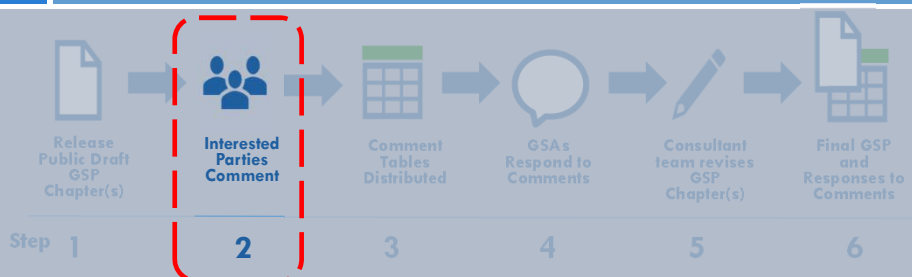 Release
Public Draft
GSP
Chapter(s)
Interested
Parties
Comment
Comment
Tables
Distributed
GSAs
Respond to
Comments
Consultant
team revises
GSP
Chapter(s)
Final GSP
and
Responses to
Comments
Step 1 2 3 4 5 6